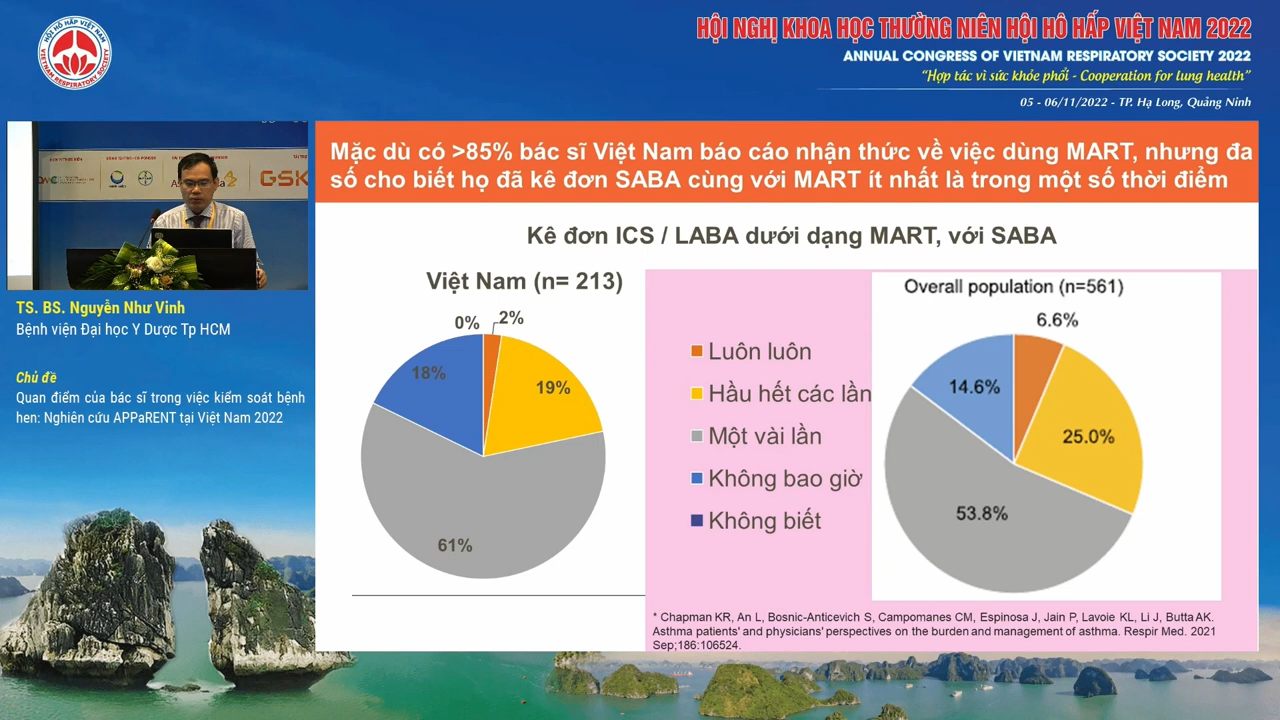 HỘI HÔ HẤP VIỆT NAM
VIETNAM RESPIRATORY SOCIETY
HỘI NGHỊ KHOA HỌC THƯỜNG NIÊN HỘI HÔ HẤP VIỆT NAM 2022
ANNUAL CONGRESS OF VIETNAM RESPIRATORY SOCIETY 2022
“Hợp tác vì sức khỏe phổi - Cooperation for lung health”
05 - 06/11/2022 - TP. Hạ Long, Quảng Ninh
GSK
TS. BS. Nguyễn Như Vinh
Bệnh viện Đại học Y Dược Tp HCM
Chủ đề
Quan điểm của bác sĩ trong việc kiểm soát bệnh
hen: Nghiên cứu APPaRENT tại Việt Nam 2022
Mặc dù có >85% bác sĩ Việt Nam báo cáo nhận thức về việc dùng MART, nhưng đa
số cho biết họ đã kê đơn SABA cùng với MART ít nhất là trong một số thời điểm
Kê đơn ICS / LABA dưới dạng MART, với SABA
Việt Nam (n= 213)
0%
2%
18%
19%
61%
Luôn luôn
Hầu hết các lần
Một vài lần
Không bao giờ
Không biết
Overall population (n=561)
6.6%
14.6%
25.0%
53.8%
* Chapman KR, An L, Bosnic-Anticevich S, Campomanes CM, Espinosa J, Jain P, Lavoie KL, Li J, Butta AK.
Asthma patients' and physicians' perspectives on the burden and management of asthma. Respir Med. 2021
Sep;186:106524.